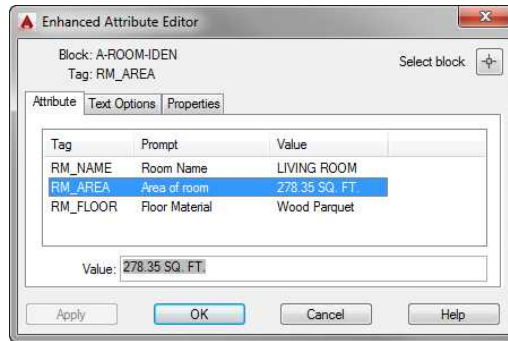 Enhanced Attribute Editor
Block: A-ROOM-IDEN
Tag: RM_AREA
Select block
Attribute Text Options Properties
Tag Prompt Value
RM_NAME Room Name LIVING ROOM
RM_AREA Area of room 278.35 SQ. FT.
RM_FLOOR Floor Material Wood Parquet
Value: 278.35 SQ. FT.
Apply OK Cancel Help